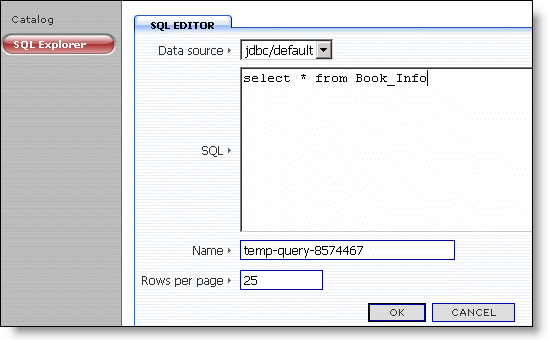 Catalog
SQL Explorer
SQL EDITOR
Data source
jdbc/default
SQL
select * from Book_Info
Name
temp-query-8574467
Rows per page
25
OK
CANCEL